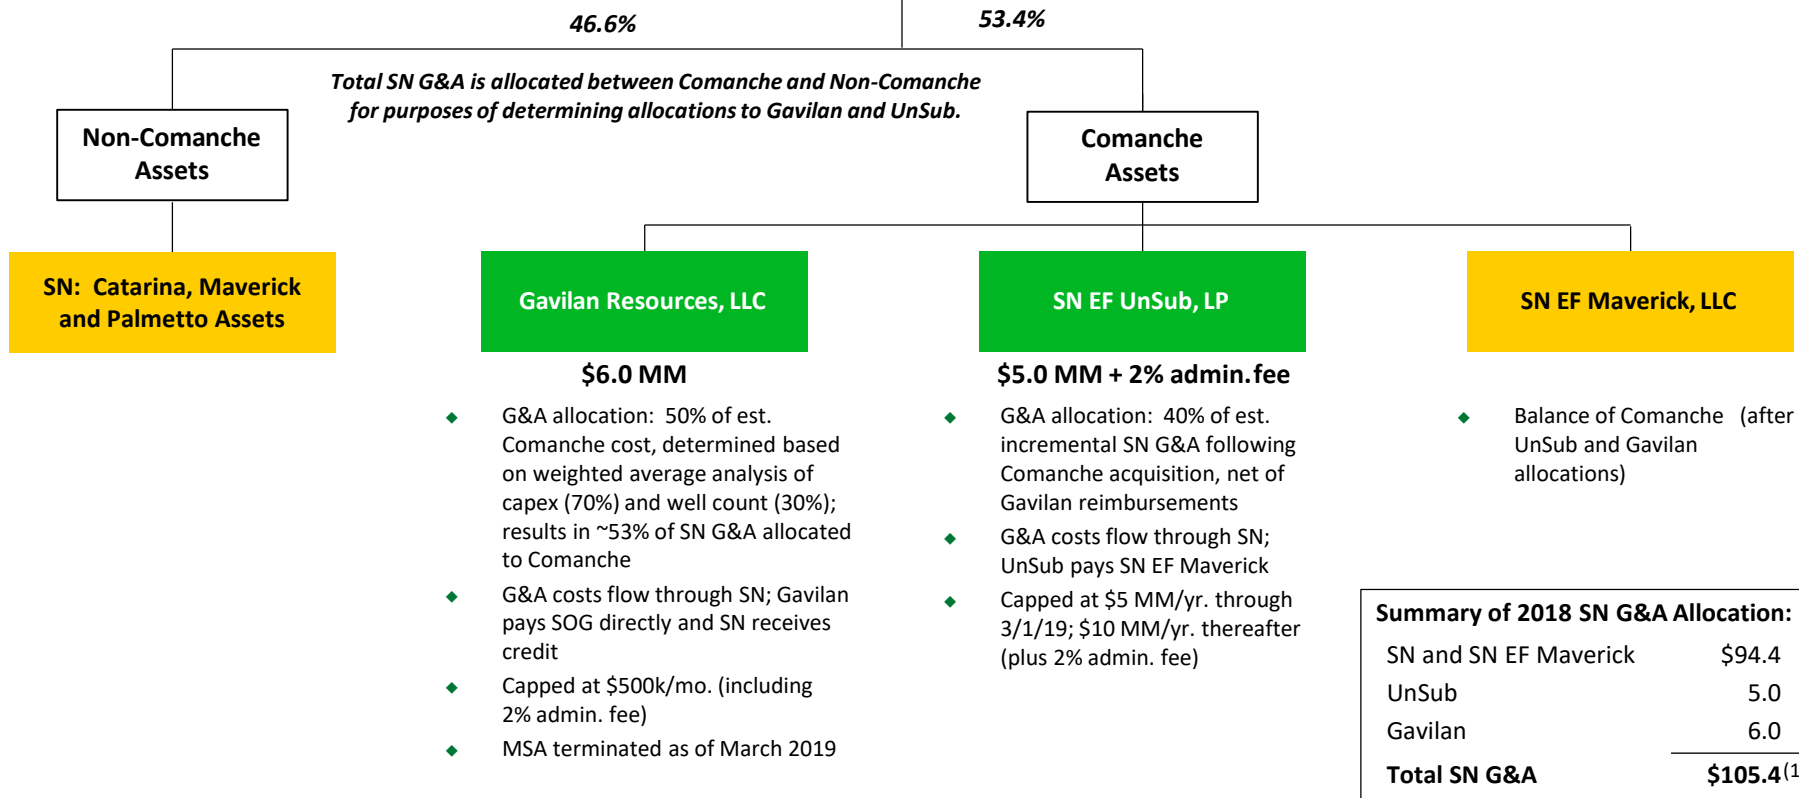 46.6%
53.4%
Total SN G&A is allocated between Comanche and Non-Comanche
for purposes of determining allocations to Gavilan and UnSub.
Non-Comanche
Assets
Comanche
Assets
SN: Catarina, Maverick
and Palmetto Assets
Gavilan Resources, LLC
SN EF UnSub, LP
SN EF Maverick, LLC
$6.0 MM
◆ G&A allocation: 50% of est.
Comanche cost, determined based
on weighted average analysis of
capex (70%) and well count (30%);
results in ~53% of SN G&A allocated
to Comanche
◆ G&A costs flow through SN; Gavilan
pays SOG directly and SN receives
credit
◆ Capped at $500k/mo. (including
2% admin. fee)
◆ MSA terminated as of March 2019
$5.0 MM + 2% admin. fee
◆ G&A allocation: 40% of est.
incremental SN G&A following
Comanche acquisition, net of
Gavilan reimbursements
◆ G&A costs flow through SN;
UnSub pays SN EF Maverick
◆ Capped at $5 MM/yr. through
3/1/19; $10 MM/yr. thereafter
(plus 2% admin. fee)
◆ Balance of Comanche (after
UnSub and Gavilan
allocations)
Summary of 2018 SN G&A Allocation:
SN and SN EF Maverick $94.4
UnSub 5.0
Gavilan 6.0
Total SN G&A $105.4 (1